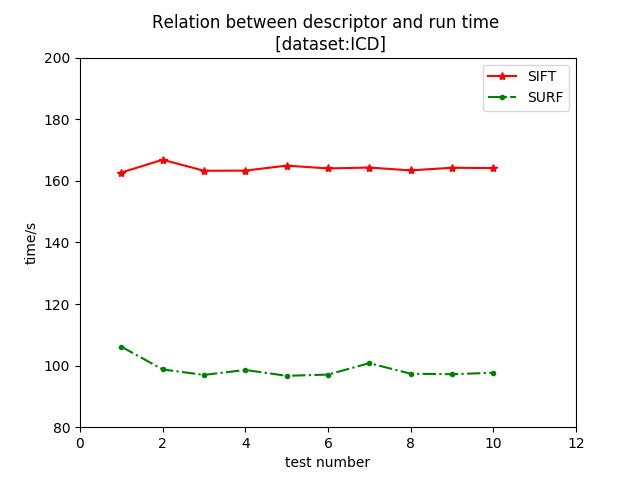 Relation between descriptor and run time
[dataset:ICD]
SIFT
SURF
200
180
160
140
120
100
80
time/s
0 2 4 6 8 10 12
test number